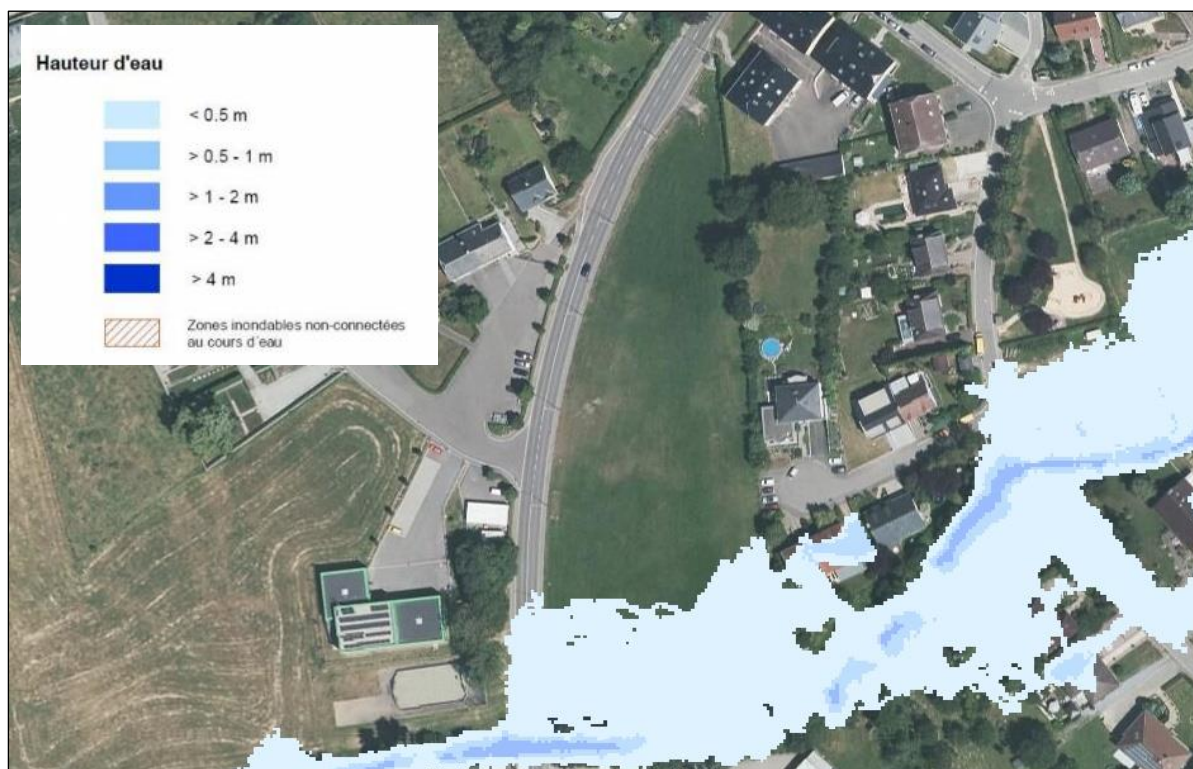 Hauteur d'eau
< 0.5 m
> 0.5 - 1 m
> 1 - 2 m
> 2 - 4 m
> 4 m
Zones inondables non-connectées
au cours d´eau